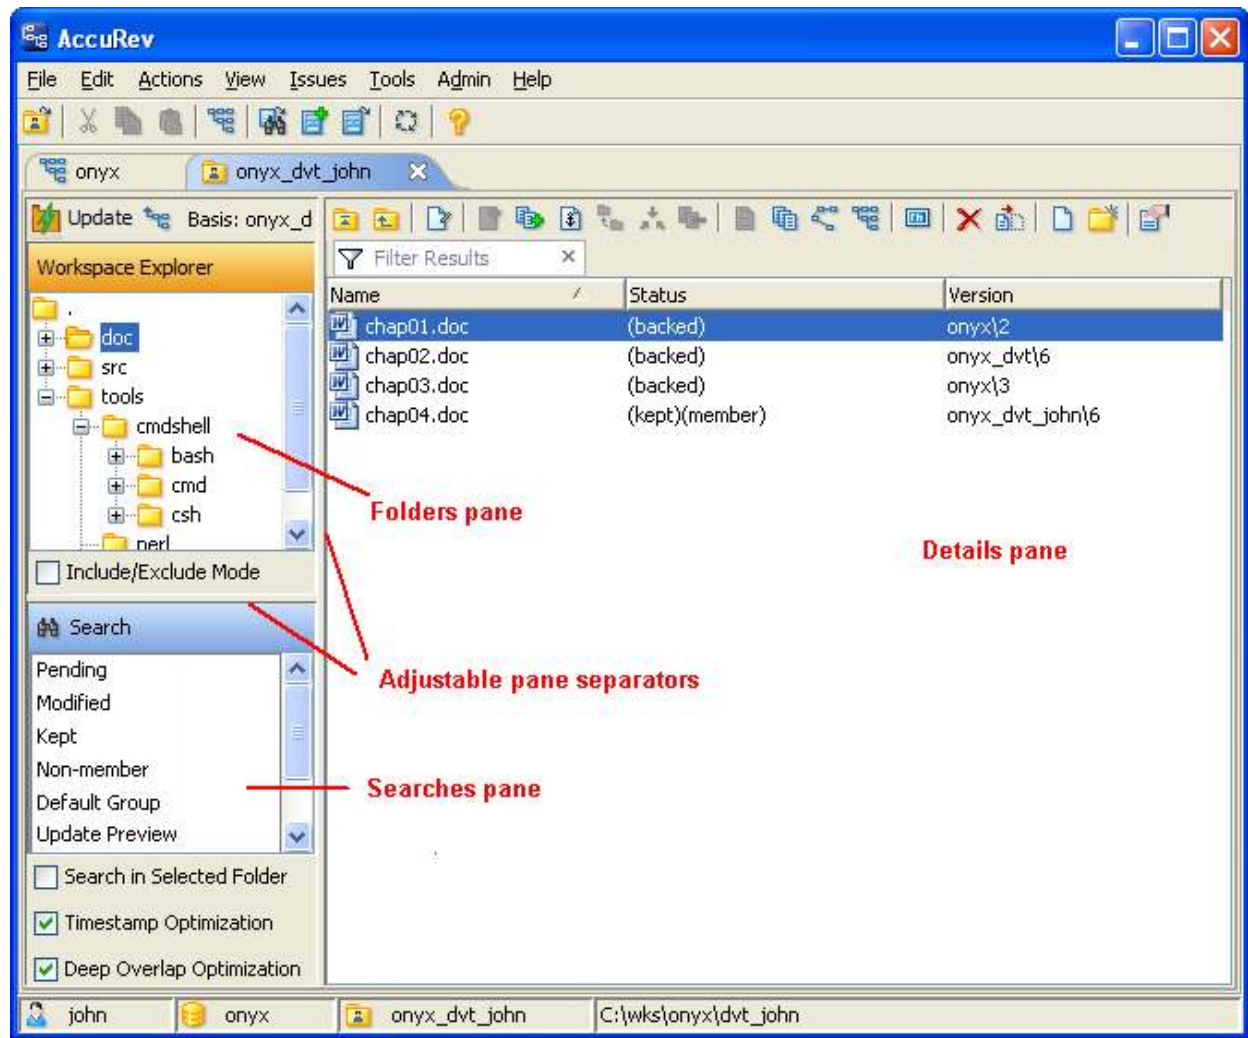 AccuRev
File Edit Actions View Issues Tools Admin Help
onyx onyx_dvt_john
Update Basis: onyx_d
Filter Results
Workspace Explorer
Name Status Version
.
doc
src
tools
cmdshell
bash
cmd
csh
perl
chap01.doc (backed) onyx\2
chap02.doc (backed) onyx_dvt\6
chap03.doc (backed) onyx\3
chap04.doc (kept)(member) onyx_dvt_john\6
Folders pane
Details pane
Include/Exclude Mode
Search
Pending
Modified
Kept
Non-member
Default Group
Update Preview
Adjustable pane separators
Searches pane
Search in Selected Folder
Timestamp Optimization
Deep Overlap Optimization
john onyx onyx_dvt_john C:\wks\onyx\dvt_john